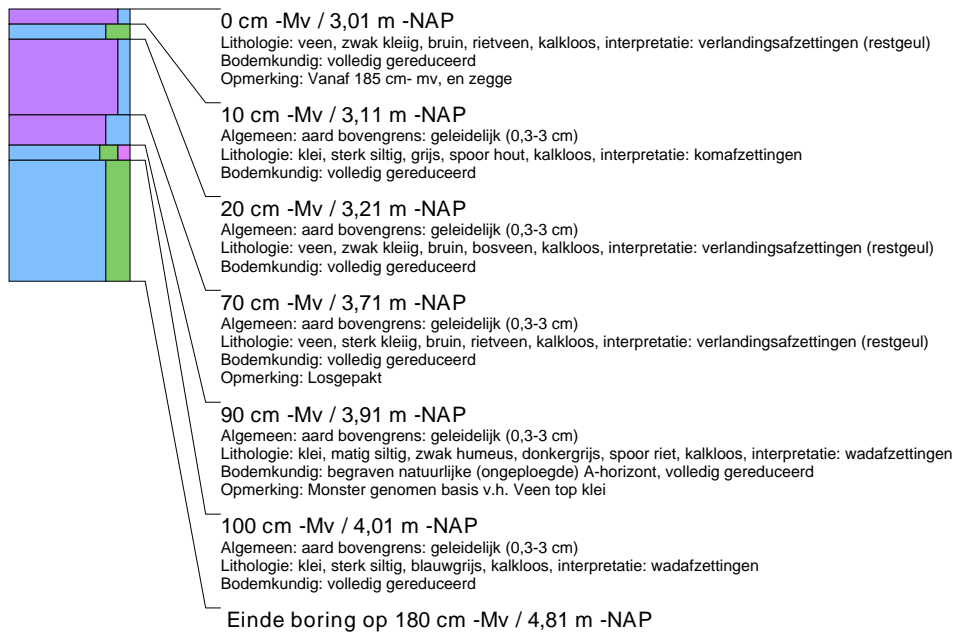 0 cm -Mv / 3,01 m -NAP
Lithologie: veen, zwak kleiig, bruin, rietveen, kalkloos, interpretatie: verlandingsafzettingen (restgeul)
Bodemkundig: volledig gereduceerd
Opmerking: Vanaf 185 cm- mv, en zegge
10 cm -Mv / 3,11 m -NAP
Algemeen: aard bovengrens: geleidelijk (0,3-3 cm)
Lithologie: klei, sterk siltig, grijs, spoor hout, kalkloos, interpretatie: komafzettingen
Bodemkundig: volledig gereduceerd
20 cm -Mv / 3,21 m -NAP
Algemeen: aard bovengrens: geleidelijk (0,3-3 cm)
Lithologie: veen, zwak kleiig, bruin, bosveen, kalkloos, interpretatie: verlandingsafzettingen (restgeul)
Bodemkundig: volledig gereduceerd
70 cm -Mv / 3,71 m -NAP
Algemeen: aard bovengrens: geleidelijk (0,3-3 cm)
Lithologie: veen, sterk kleiig, bruin, rietveen, kalkloos, interpretatie: verlandingsafzettingen (restgeul)
Bodemkundig: volledig gereduceerd
Opmerking: Losgepakt
90 cm -Mv / 3,91 m -NAP
Algemeen: aard bovengrens: geleidelijk (0,3-3 cm)
Lithologie: klei, matig siltig, zwak humeus, donkergrijs, spoor riet, kalkloos, interpretatie: wadafzettingen
Bodemkundig: begraven natuurlijke (ongeploegde) A-horizont, volledig gereduceerd
Opmerking: Monster genomen basis v.h. Veen top klei
100 cm -Mv / 4,01 m -NAP
Algemeen: aard bovengrens: geleidelijk (0,3-3 cm)
Lithologie: klei, sterk siltig, blauwgrijs, kalkloos, interpretatie: wadafzettingen
Bodemkundig: volledig gereduceerd
Einde boring op 180 cm -Mv / 4,81 m -NAP